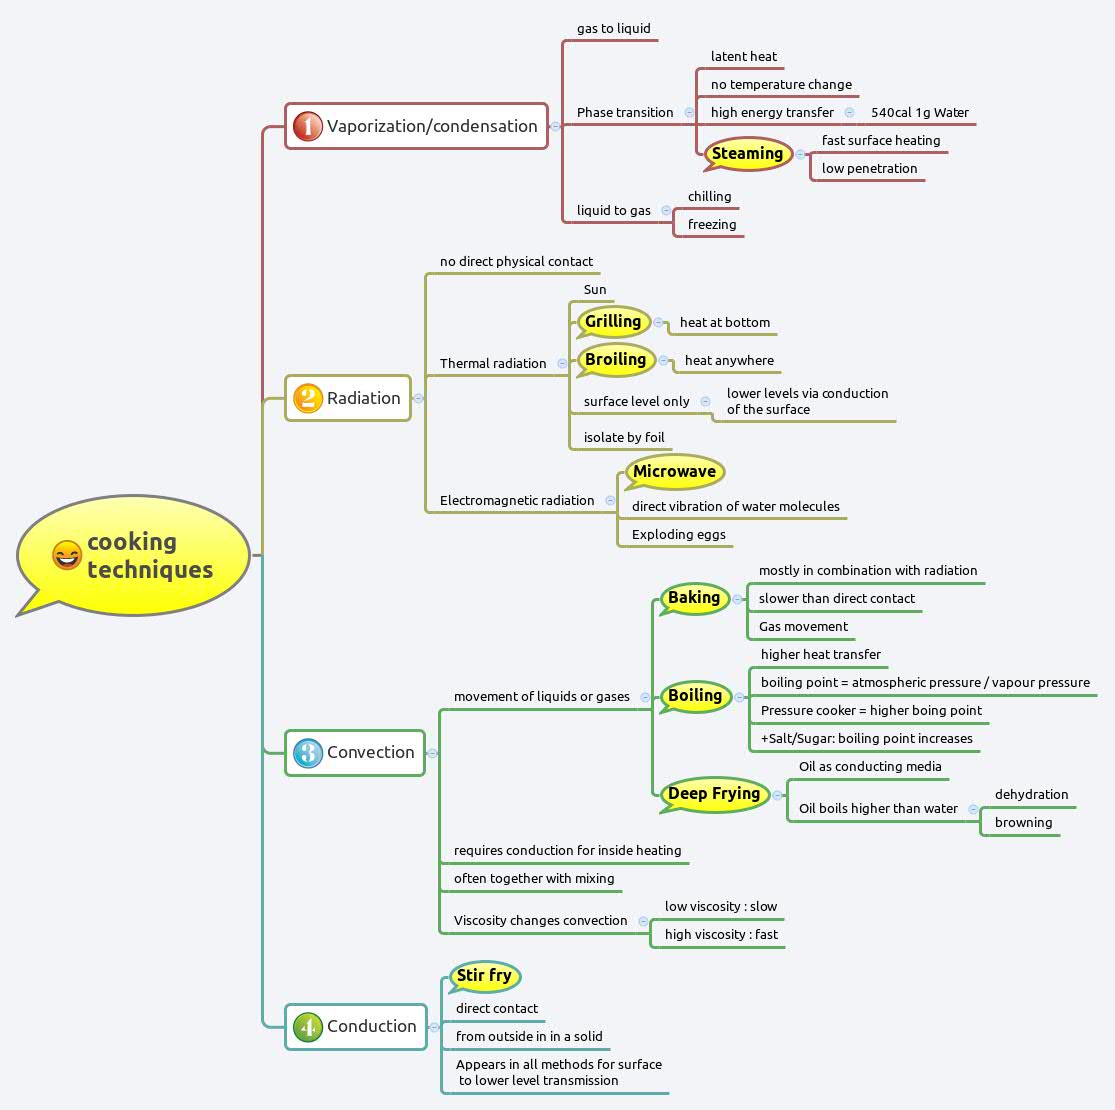 cooking
techniques
1 Vaporization/condensation
gas to liquid
Phase transition
latent heat
no temperature change
high energy transfer
540cal 1g Water
Steaming
fast surface heating
low penetration
liquid to gas
chilling
freezing
2 Radiation
no direct physical contact
Thermal radiation
Sun
Grilling
heat at bottom
Broiling
heat anywhere
surface level only
lower levels via conduction
of the surface
isolate by foil
Electromagnetic radiation
Microwave
direct vibration of water molecules
Exploding eggs
3 Convection
movement of liquids or gases
Baking
mostly in combination with radiation
slower than direct contact
Gas movement
Boiling
higher heat transfer
boiling point = atmospheric pressure / vapour pressure
Pressure cooker = higher boing point
+Salt/Sugar: boiling point increases
Deep Frying
Oil as conducting media
Oil boils higher than water
dehydration
browning
requires conduction for inside heating
often together with mixing
Viscosity changes convection
low viscosity : slow
high viscosity : fast
4 Conduction
Stir fry
direct contact
from outside in in a solid
Appears in all methods for surface
to lower level transmission